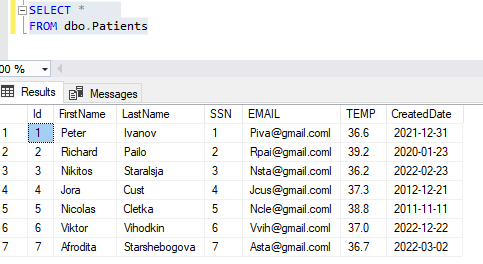 SELECT *
FROM dbo.Patients
00 %
Results Messages
Id FirstName LastName SSN EMAIL TEMP CreatedDate
1 1 Peter Ivanov 1 Piva@gmail.coml 36.6 2021-12-31
2 2 Richard Pailo 2 Rpai@gmail.coml 39.2 2020-01-23
3 3 Nikitos Staralsja 3 Nsta@gmail.coml 36.2 2022-02-23
4 4 Jora Cust 4 Jcus@gmail.coml 37.3 2012-12-21
5 5 Nicolas Cletka 5 Ncle@gmail.coml 38.8 2011-11-11
6 6 Viktor Vihodkin 6 Vvih@gmail.coml 37.0 2022-12-22
7 7 Afrodita Starshebogova 7 Asta@gmail.coml 36.7 2022-03-02